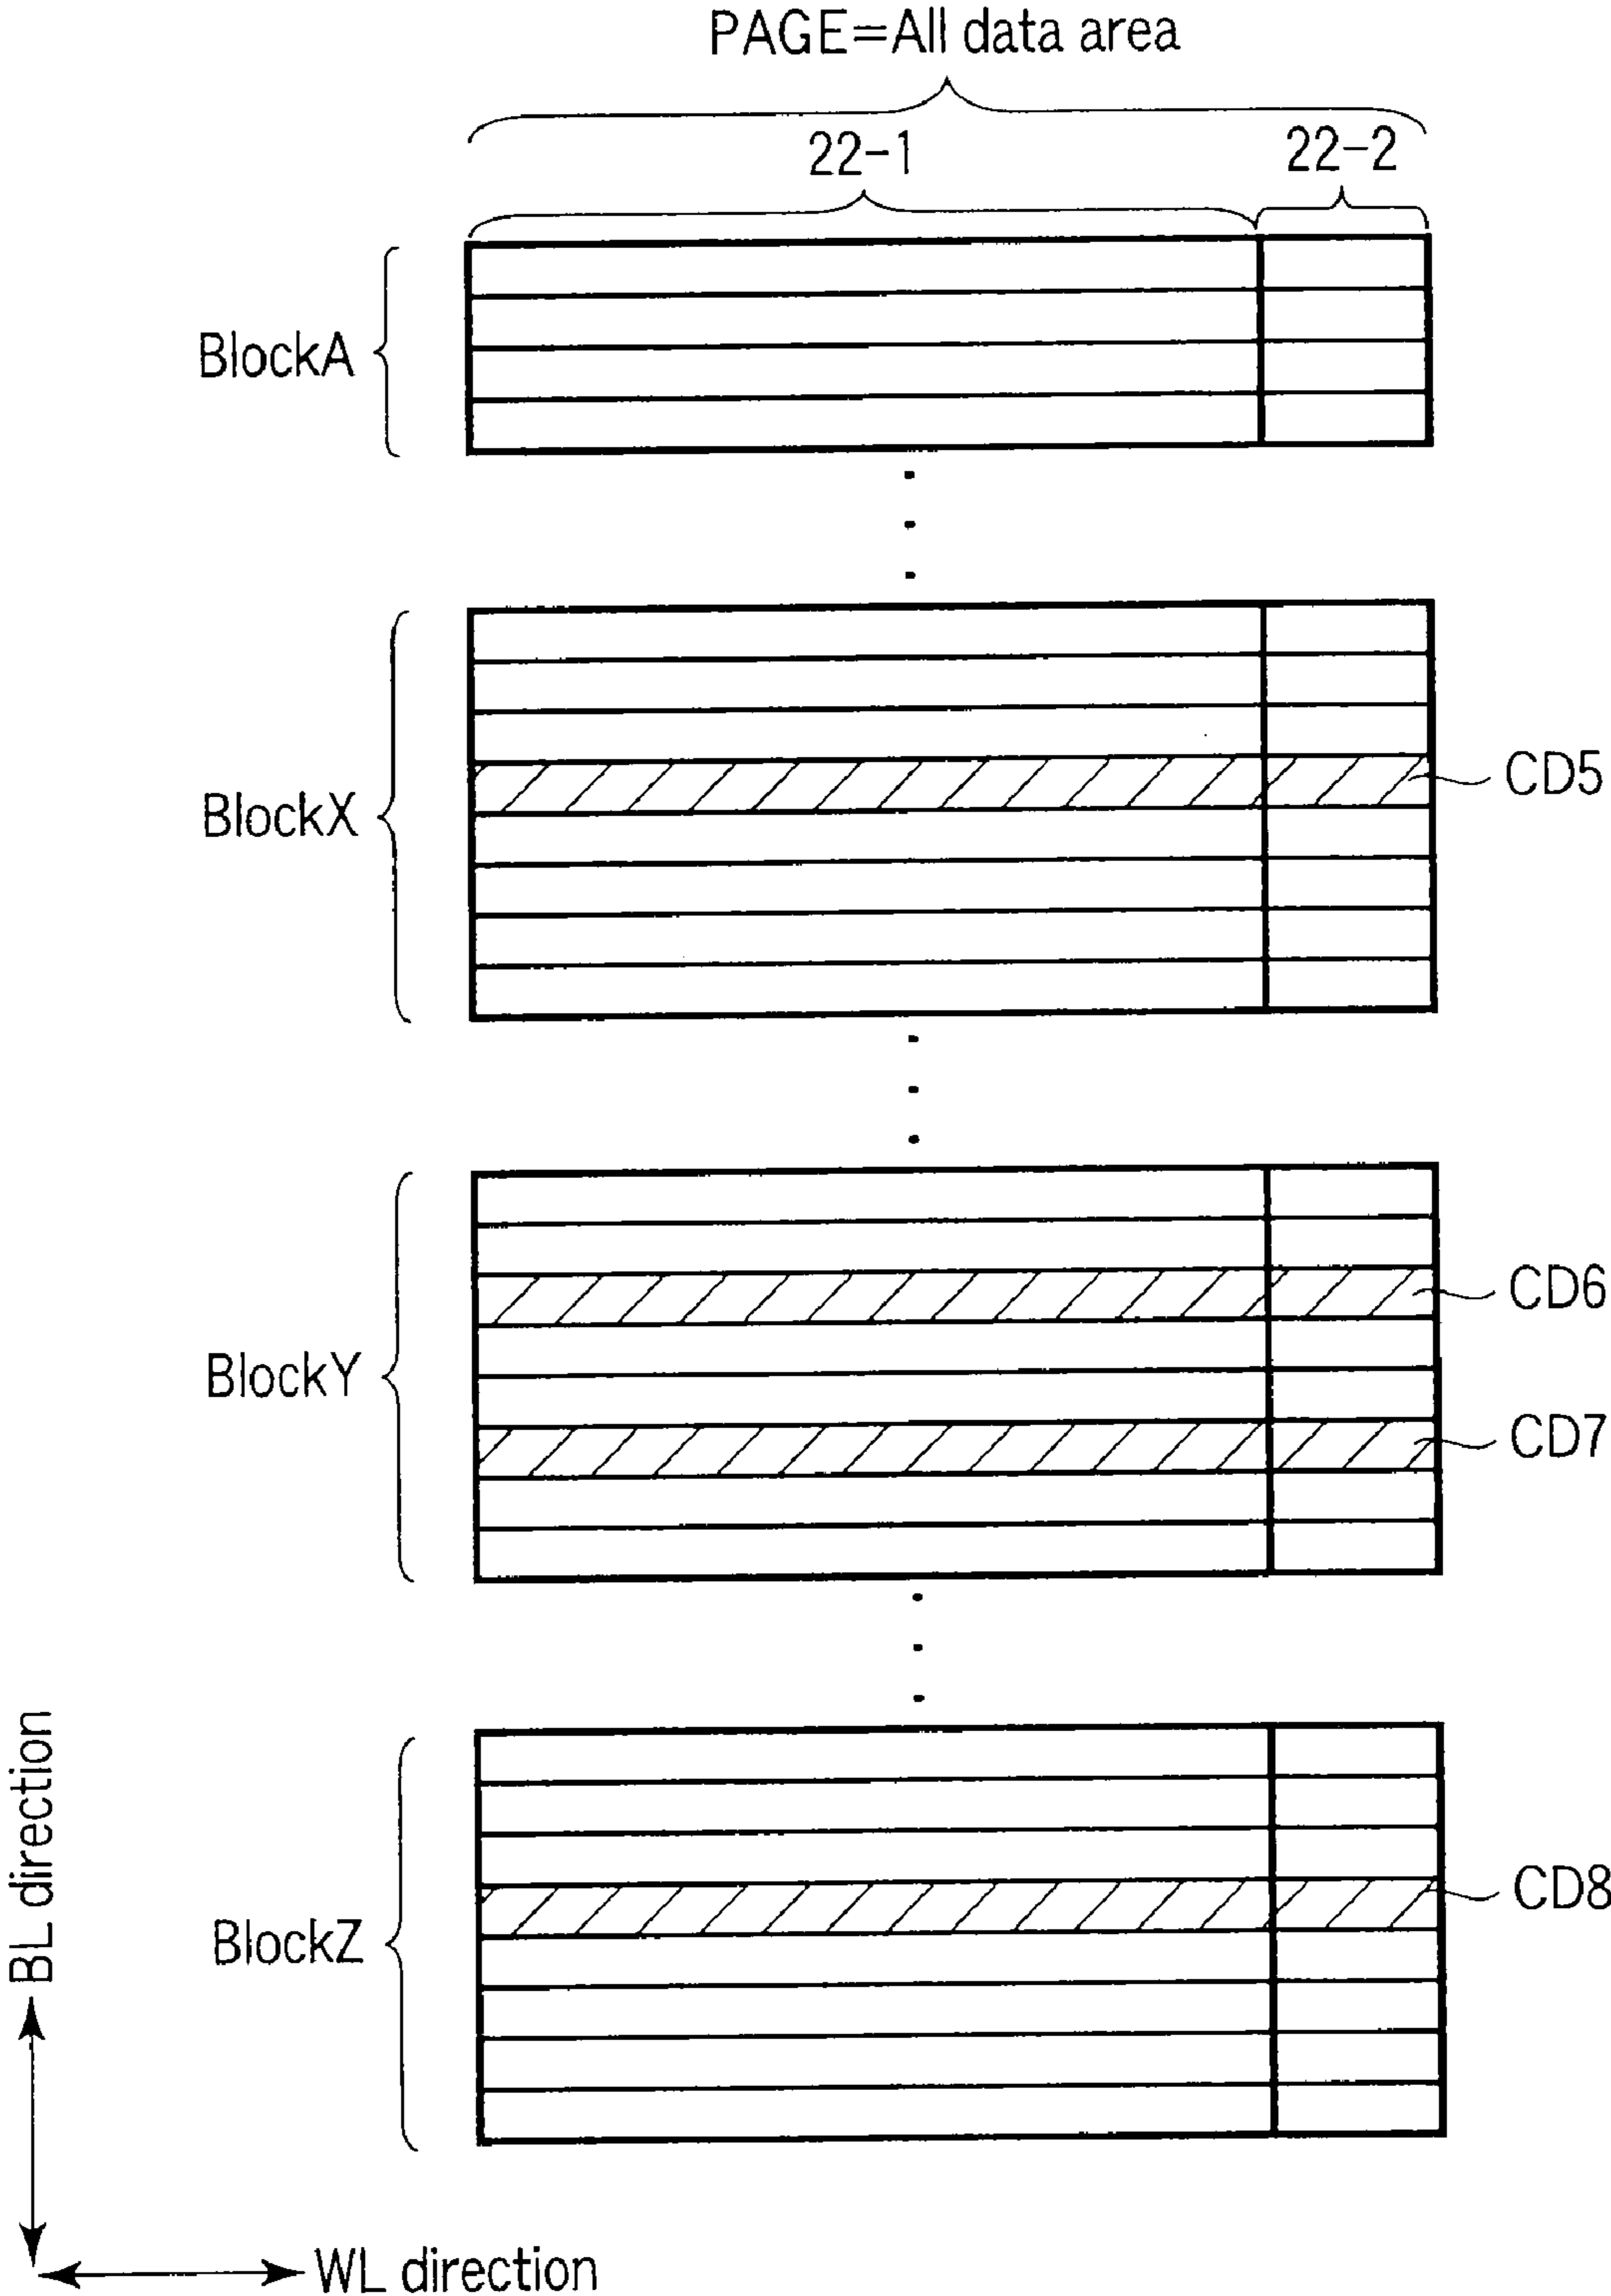 PAGE=All data area
22-1
22-2
BlockA
BlockX
CD5
BlockY
CD6
CD7
BlockZ
CD8
BL direction
WL direction